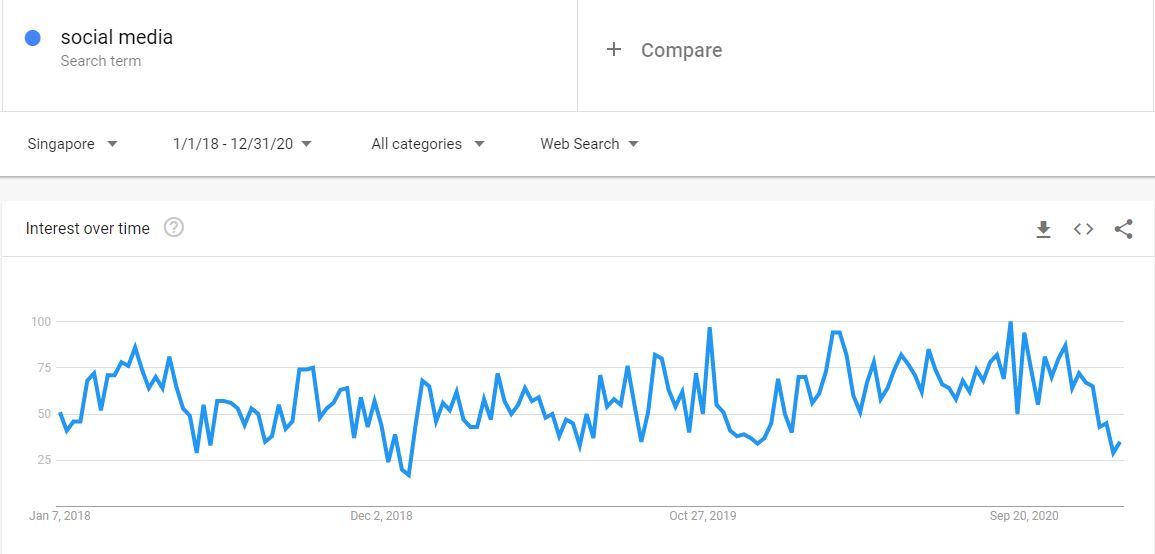 social media
Search term
+ Compare
Singapore 1/1/18 - 12/31/20 All categories Web Search
Interest over time ?
100
75
50
25
Jan 7, 2018 Dec 2, 2018 Oct 27, 2019 Sep 20, 2020